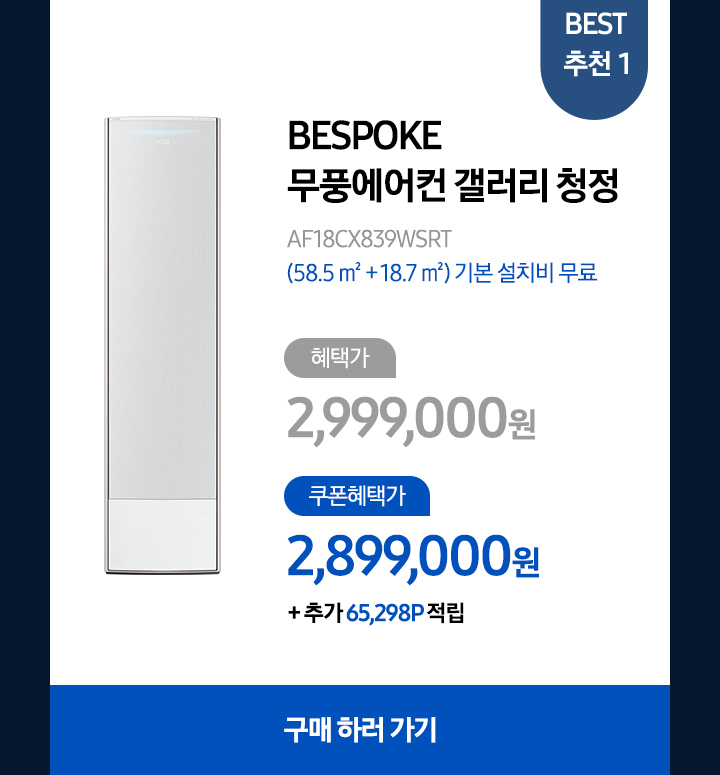 BEST
추천 1
BESPOKE
무풍에어컨 갤러리 청정
AF18CX839WSRT
(58.5 ㎡ + 18.7 ㎡) 기본 설치비 무료
혜택가
2,999,000원
쿠폰혜택가
2,899,000원
+ 추가 65,298P 적립
구매 하러 가기